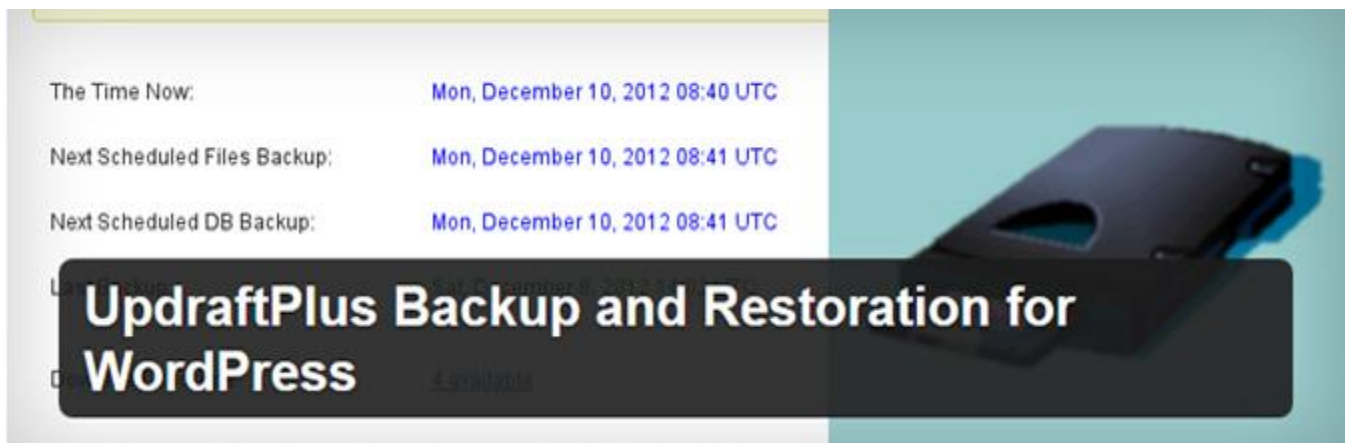 The Time Now: Mon, December 10, 2012 08:40 UTC
Next Scheduled Files Backup: Mon, December 10, 2012 08:41 UTC
Next Scheduled DB Backup: Mon, December 10, 2012 08:41 UTC
UpdraftPlus Backup and Restoration for
WordPress
4 available